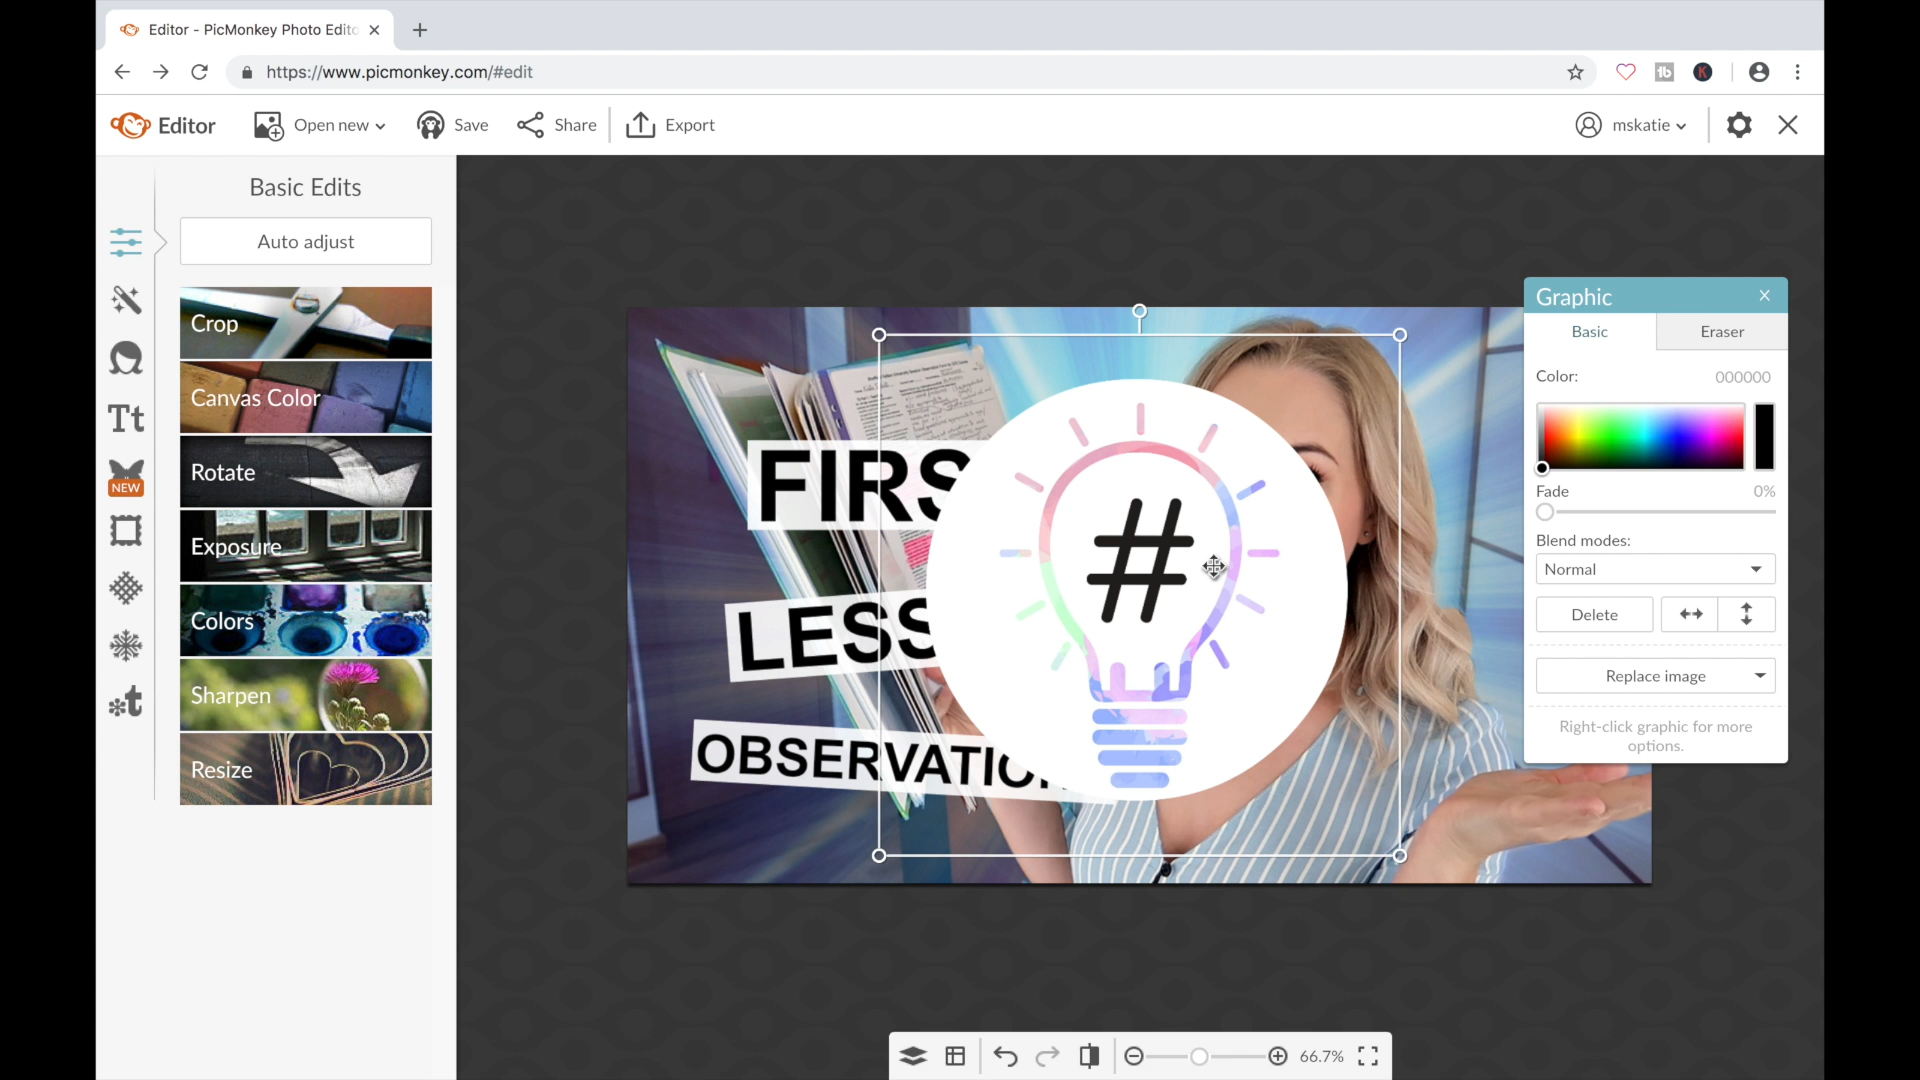 Editor - PicMonkey Photo Edito
https://www.picmonkey.com/#edit
Editor
Open new
Save
Share
Export
mskatie
Basic Edits
Auto adjust
Crop
Canvas Color
Rotate
Exposure
Colors
Sharpen
Resize
Tt
NEW
t
FIRS
LESS
OBSERVATIO
#
Graphic
Basic
Eraser
Color:
000000
Fade
0%
Blend modes:
Normal
Delete
Replace image
Right-click graphic for more
options.
66.7%